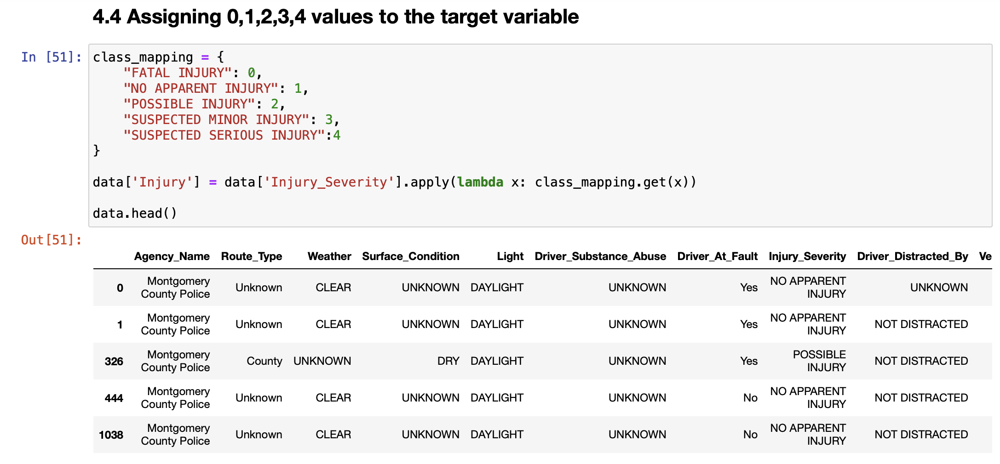 4.4 Assigning 0,1,2,3,4 values to the target variable
In [51]:
class_mapping = {
    "FATAL INJURY": 0,
    "NO APPARENT INJURY": 1,
    "POSSIBLE INJURY": 2,
    "SUSPECTED MINOR INJURY": 3,
    "SUSPECTED SERIOUS INJURY":4
}
data['Injury'] = data['Injury_Severity'].apply(lambda x: class_mapping.get(x))
data.head()
Out[51]:
Agency_Name Route_Type Weather Surface_Condition Light Driver_Substance_Abuse Driver_At_Fault Injury_Severity Driver_Distracted_By Ve
0 Montgomery County Police Unknown CLEAR UNKNOWN DAYLIGHT UNKNOWN Yes NO APPARENT INJURY UNKNOWN
1 Montgomery County Police Unknown CLEAR UNKNOWN DAYLIGHT UNKNOWN Yes NO APPARENT INJURY NOT DISTRACTED
326 Montgomery County Police County UNKNOWN DRY DAYLIGHT UNKNOWN Yes POSSIBLE INJURY NOT DISTRACTED
444 Montgomery County Police Unknown CLEAR UNKNOWN DAYLIGHT UNKNOWN No NO APPARENT INJURY NOT DISTRACTED
1038 Montgomery County Police Unknown CLEAR UNKNOWN DAYLIGHT UNKNOWN No NO APPARENT INJURY NOT DISTRACTED